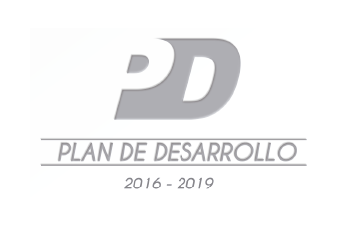 PD
PLAN DE DESARROLLO
2016 - 2019